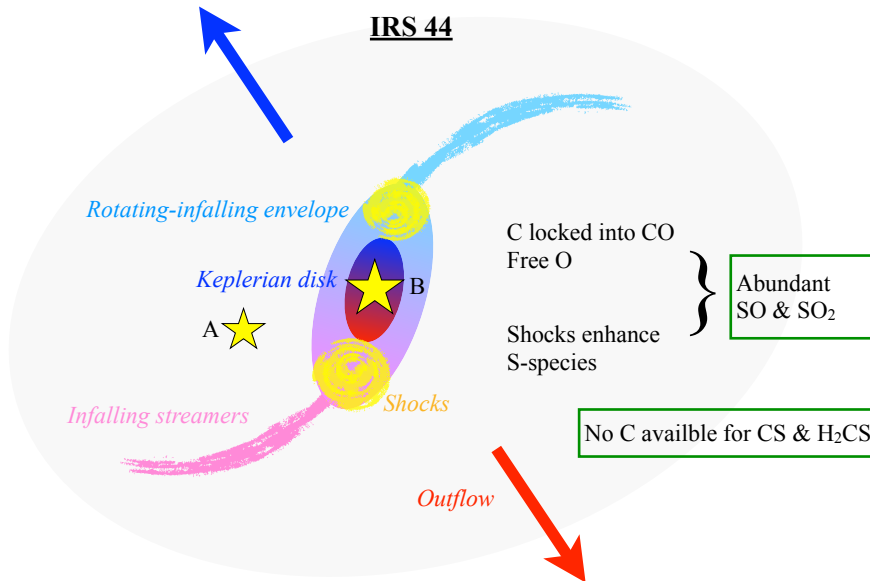 IRS 44
Rotating-infalling envelope
C locked into CO
Free O
Keplerian disk
B
Abundant
SO & SO₂
A
Shocks enhance
S-species
Infalling streamers
Shocks
No C availble for CS & H₂CS
Outflow